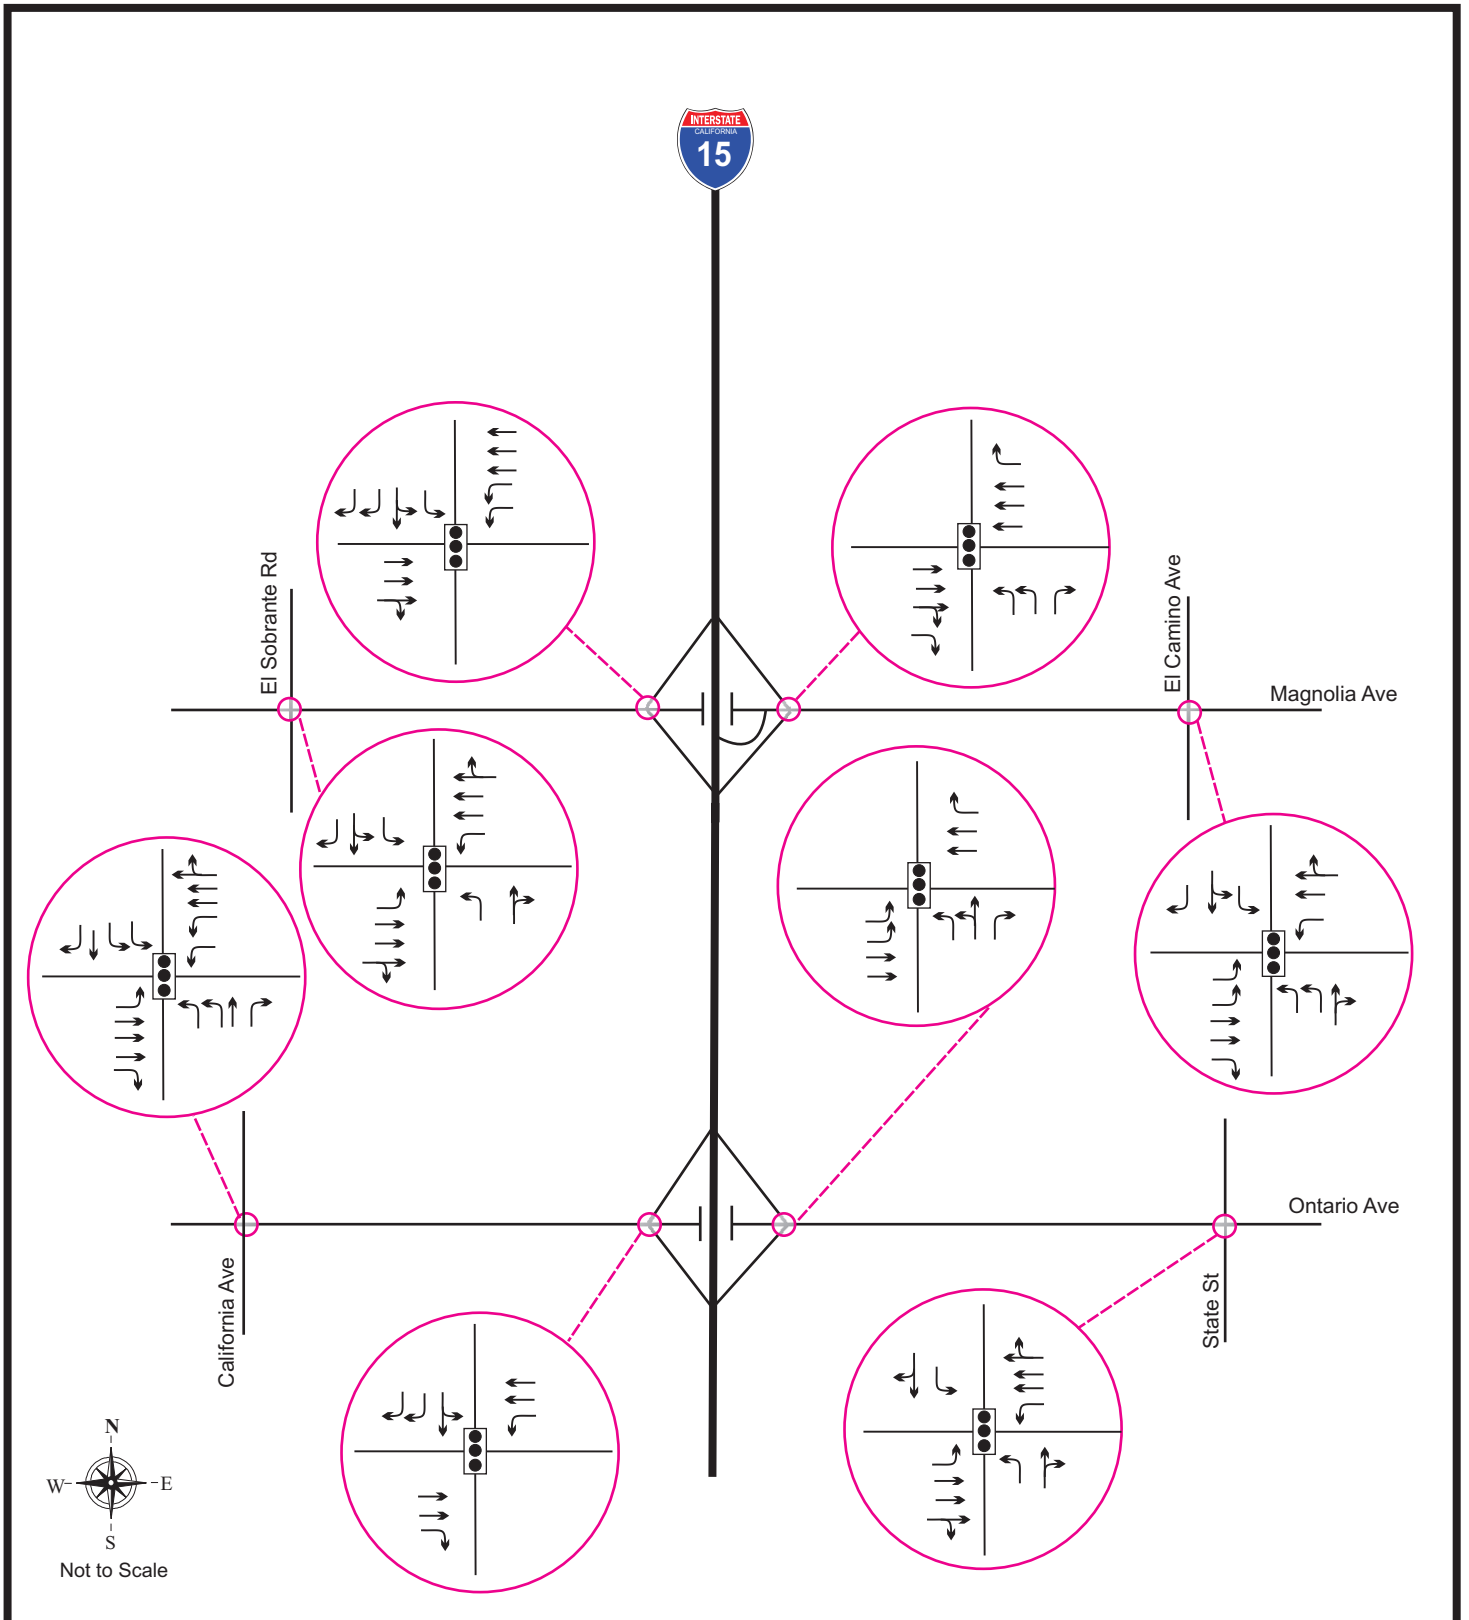 INTERSTATE
CALIFORNIA
15
El Sobrante Rd
El Camino Ave
Magnolia Ave
Ontario Ave
California Ave
State St
N
W
E
S
Not to Scale